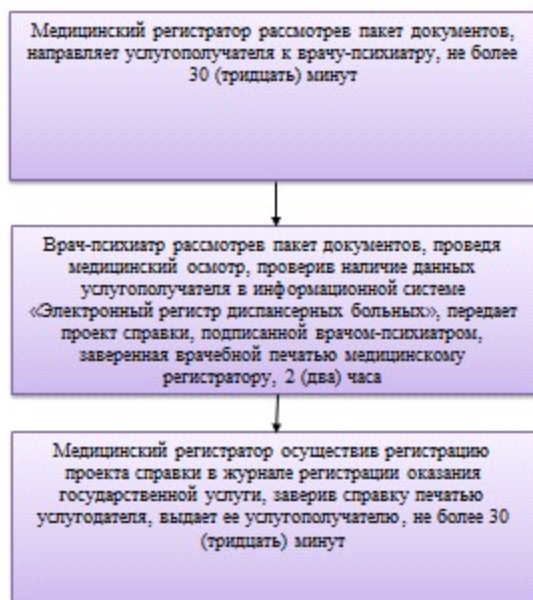 Медицинский регистратор рассмотрев пакет документов,
направляет услугополучателя к врачу-психиатру, не более
30 (тридцать) минут
Врач-психиатр рассмотрев пакет документов, проведя
медицинский осмотр, проверив наличие данных
услугополучателя в информационной системе
«Электронный регистр диспансерных больных», передает
проект справки, подписанной врачом-психиатром,
заверенная врачебной печатью медицинскому
регистратору, 2 (два) часа
Медицинский регистратор осуществив регистрацию
проекта справки в журнале регистрации оказания
государственной услуги, заверив справку печатью
услугодателя, выдает ее услугополучателю, не более 30
(тридцать) минут